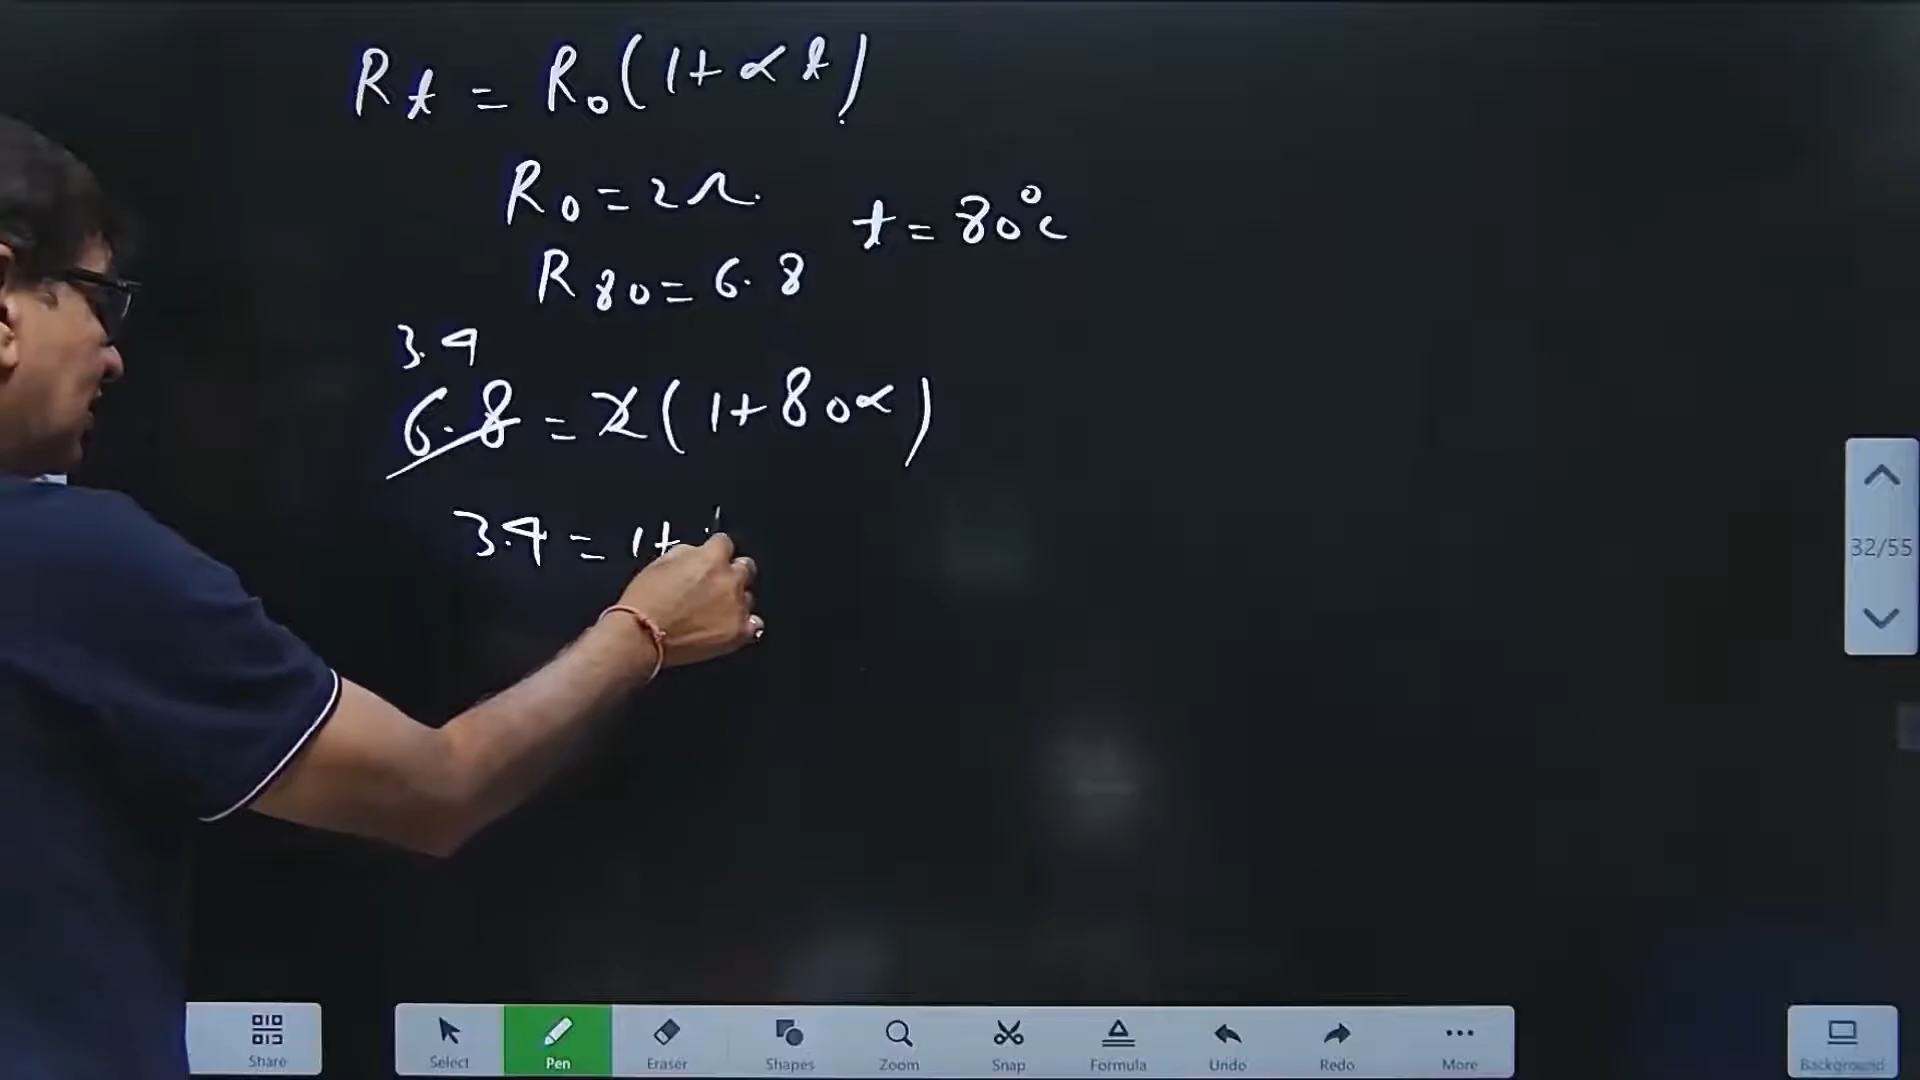 Rt = R0(1+αt)
R0 = 2Ω
t = 80°c
R80 = 6.8
3.4
6.8 = 2(1+80α)
3.4 = 1+
32/55
Share
Select
Pen
Eraser
Shapes
Zoom
Snap
Formula
Undo
Redo
More
Background